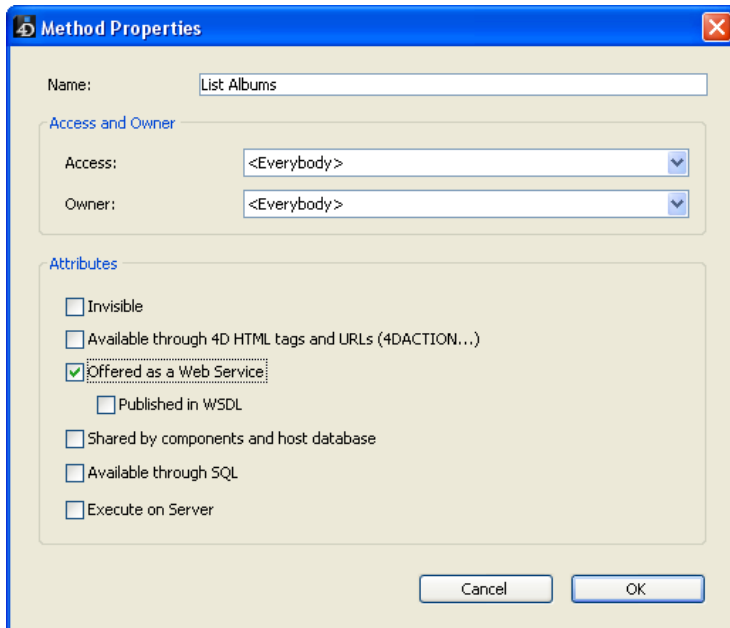 4D Method Properties
Name: List Albums
Access and Owner
Access: <Everybody>
Owner: <Everybody>
Attributes
Invisible
Available through 4D HTML tags and URLs (4DACTION...)
Offered as a Web Service
Published in WSDL
Shared by components and host database
Available through SQL
Execute on Server
Cancel OK